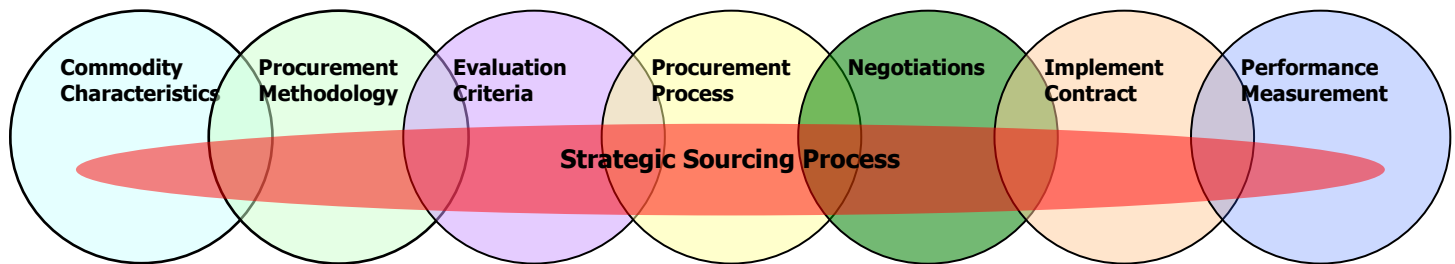 Commodity
Characteristics
Procurement
Methodology
Evaluation
Criteria
Procurement
Process
Negotiations
Implement
Contract
Performance
Measurement
Strategic Sourcing Process